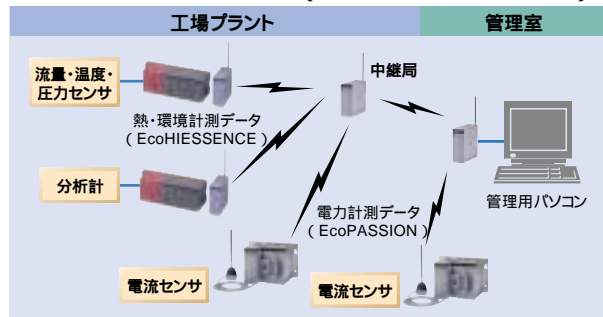 工場プラント
管理室
流量・温度・
圧力センサ
中継局
熱・環境計測データ
（EcoHIESSENCE）
分析計
管理用パソコン
電力計測データ
（EcoPASSION）
電流センサ
電流センサ